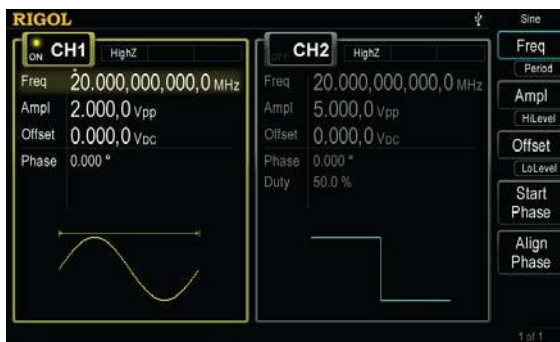 RIGOL
Sine
ON CH1 HighZ
Freq 20.000,000,000,0 MHz
Ampl 2.000,0 Vpp
Offset 0.000,0 VDC
Phase 0.000 °
OFF CH2 HighZ
Freq 20.000,000,000,0 MHz
Ampl 5.000,0 Vpp
Offset 0.000,0 VDC
Phase 0.000 °
Duty 50.0 %
Freq
Period
Ampl
HiLevel
Offset
LoLevel
Start
Phase
Align
Phase
1 of 1